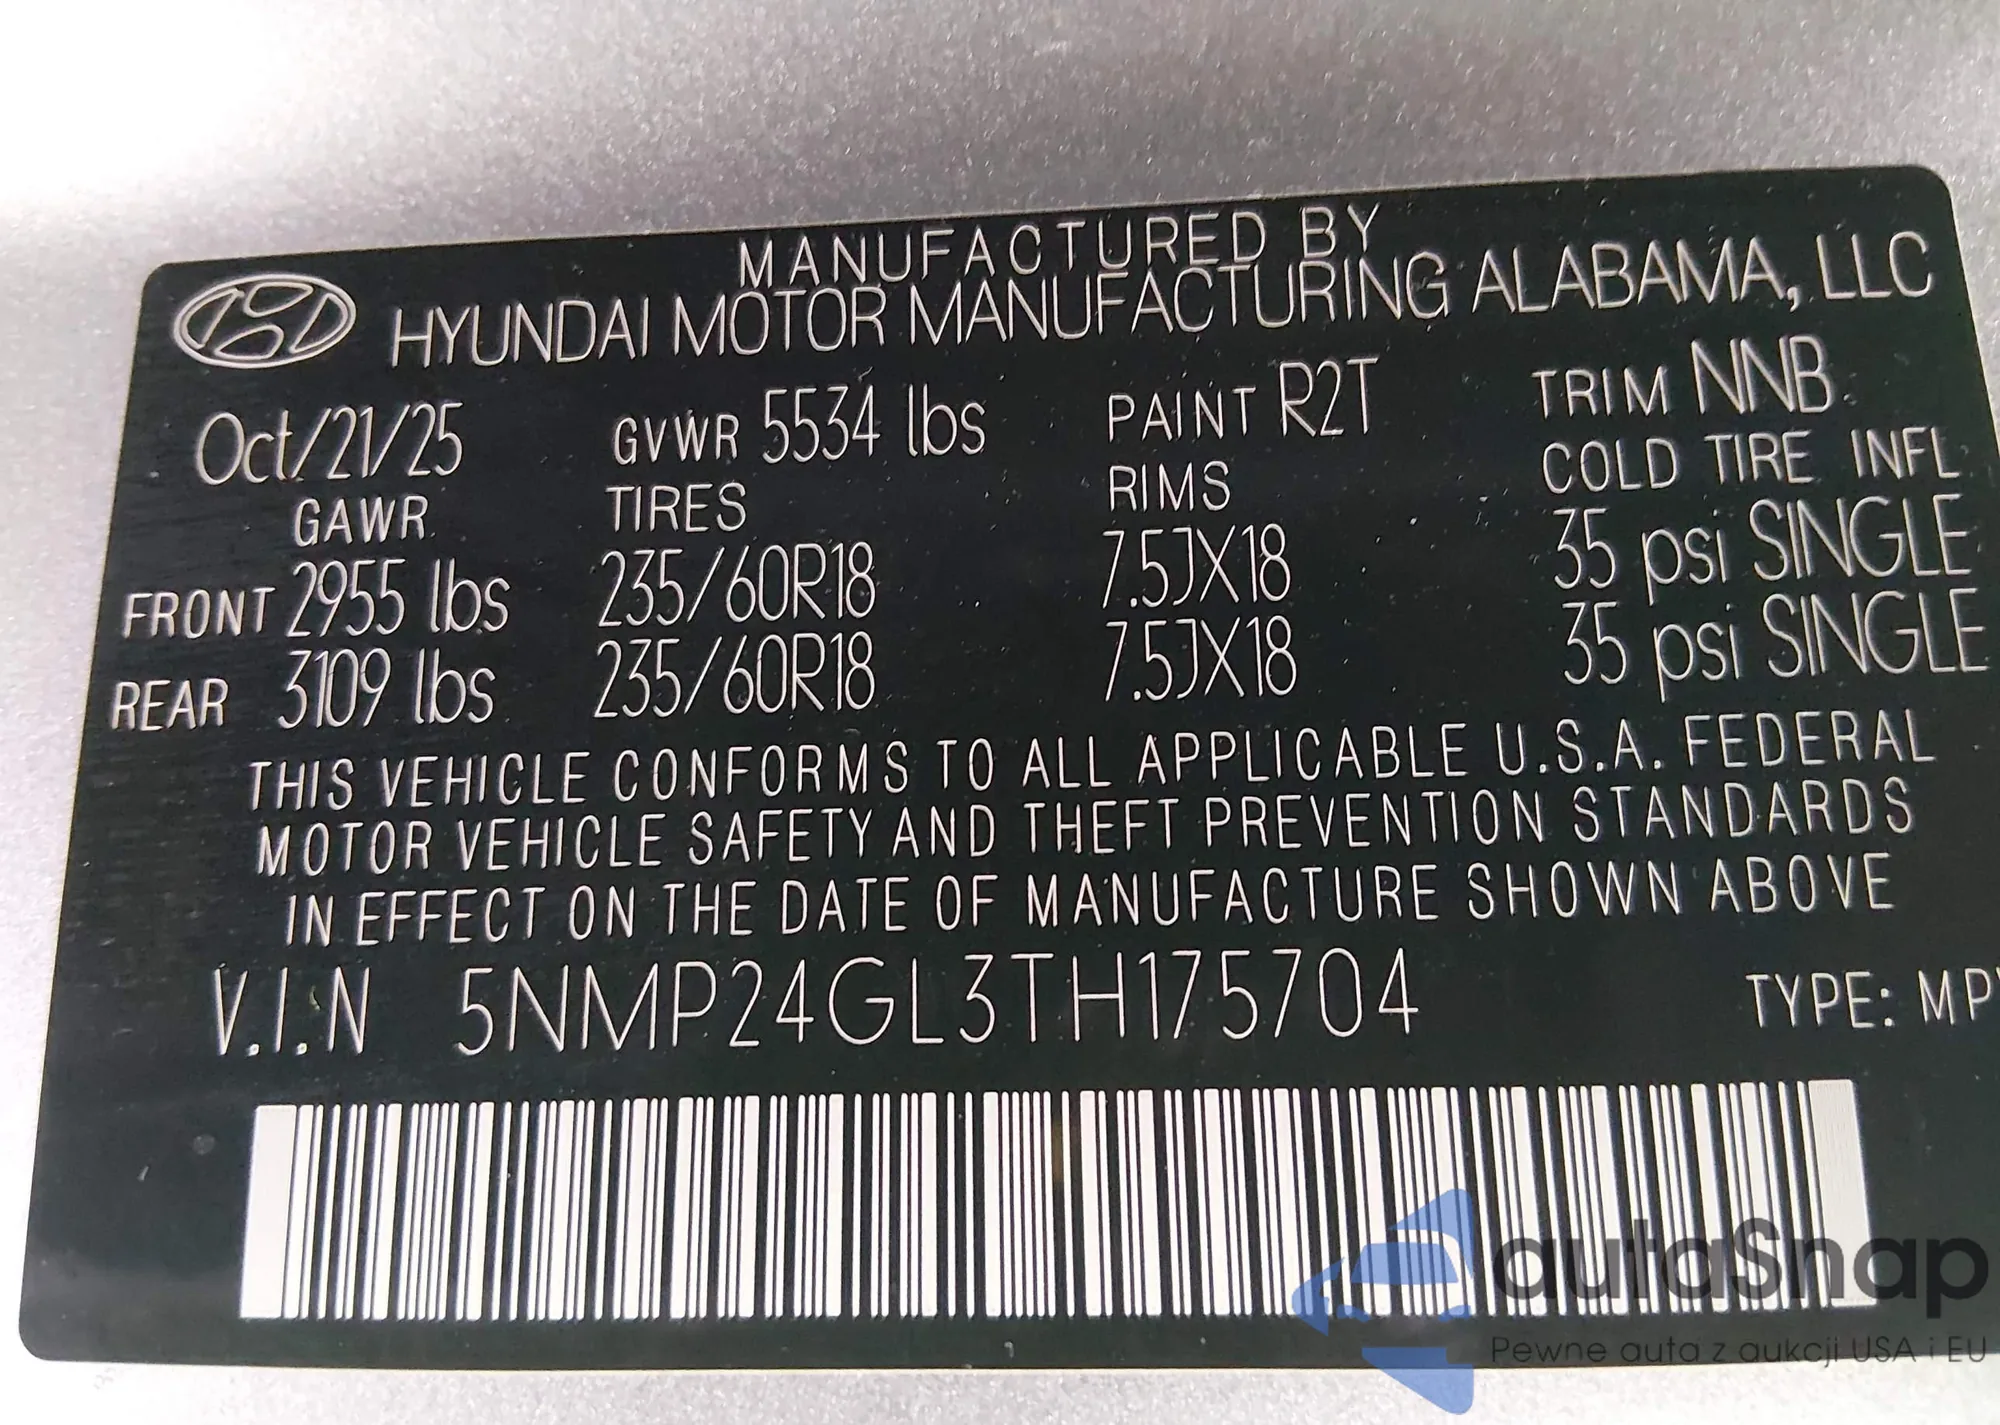 MANUFACTURED BY
HYUNDAI MOTOR MANUFACTURING ALABAMA, LLC
Oct/21/25 GVWR 5534 lbs PAINT R2T TRIM NNB
GAWR TIRES RIMS COLD TIRE INFL
FRONT 2955 lbs 235/60R18 7.5JX18 35 psi SINGLE
REAR 3109 lbs 235/60R18 7.5JX18 35 psi SINGLE
THIS VEHICLE CONFORMS TO ALL APPLICABLE U.S.A. FEDERAL
MOTOR VEHICLE SAFETY AND THEFT PREVENTION STANDARDS
IN EFFECT ON THE DATE OF MANUFACTURE SHOWN ABOVE
V.I.N 5NMP24GL3TH175704 TYPE: MPV
autaSnap
Pewne auta z aukcji USA i EU